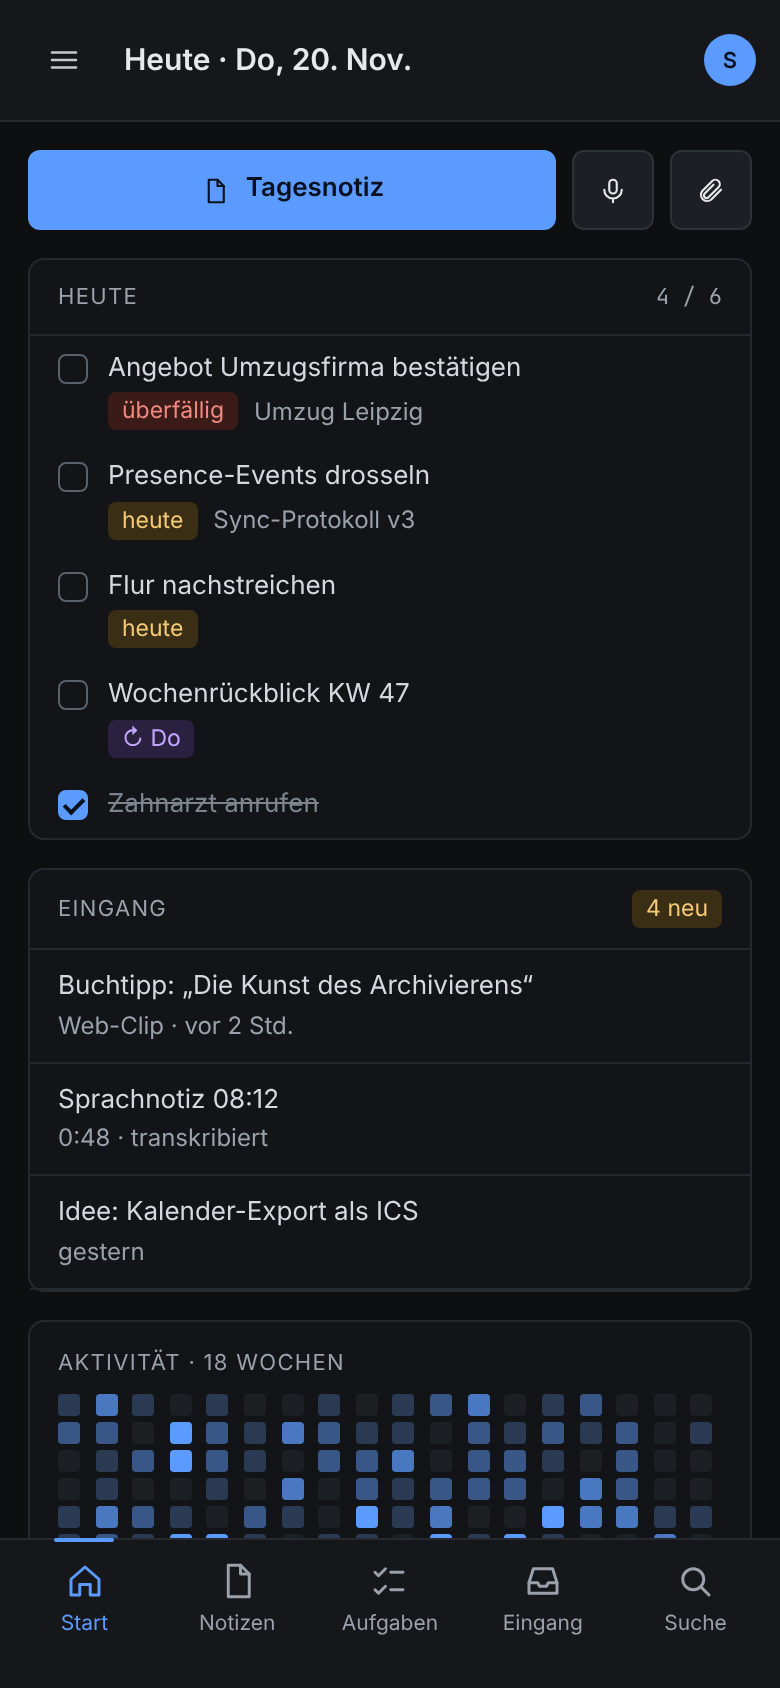 Heute · Do, 20. Nov.
S
Tagesnotiz
HEUTE
4 / 6
Angebot Umzugsfirma bestätigen
überfällig Umzug Leipzig
Presence-Events drosseln
heute Sync-Protokoll v3
Flur nachstreichen
heute
Wochenrückblick KW 47
Do
Zahnarzt anrufen
EINGANG
4 neu
Buchtipp: „Die Kunst des Archivierens“
Web-Clip · vor 2 Std.
Sprachnotiz 08:12
0:48 · transkribiert
Idee: Kalender-Export als ICS
gestern
AKTIVITÄT · 18 WOCHEN
Start
Notizen
Aufgaben
Eingang
Suche